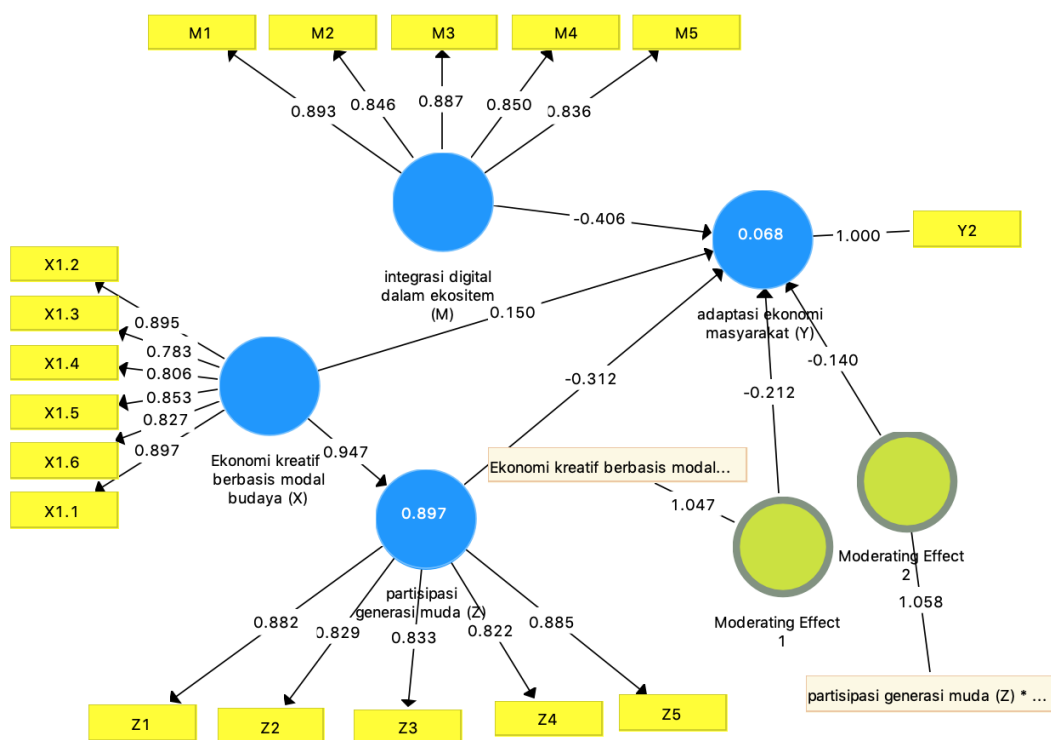 M1
M2
M3
M4
M5
0.893
0.846
0.887
0.850
0.836
-0.406
0.068
1.000
Y2
integrasi digital
dalam ekositem
(M)
adaptasi ekonomi
masyarakat (Y)
X1.2
X1.3
X1.4
X1.5
X1.6
X1.1
0.895
0.783
0.806
0.853
0.827
0.897
0.150
-0.312
-0.212
-0.140
Ekonomi kreatif
berbasis modal
budaya (X)
0.947
0.897
partisipasi
generasi muda (Z)
Ekonomi kreatif berbasis modal...
1.047
Moderating Effect
1
Moderating Effect
2
1.058
partisipasi generasi muda (Z) * ...
0.882
0.829
0.833
0.822
0.885
Z1
Z2
Z3
Z4
Z5